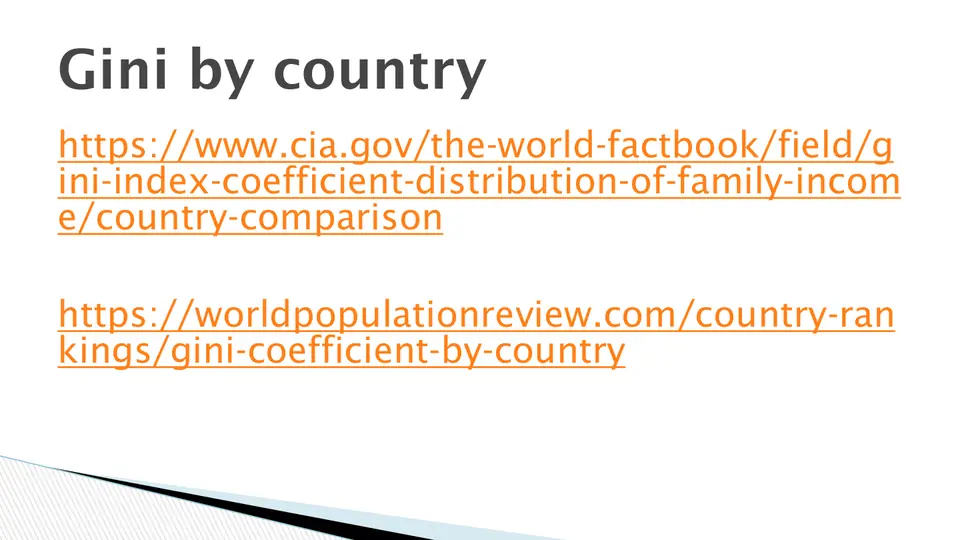 Gini by country
https://www.cia.gov/the-world-factbook/field/g
ini-index-coefficient-distribution-of-family-incom
e/country-comparison
https://worldpopulationreview.com/country-ran
kings/gini-coefficient-by-country